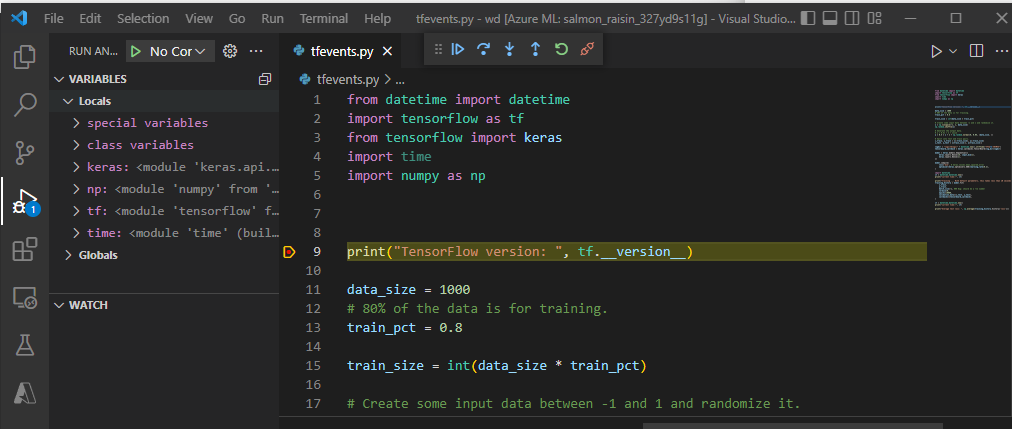 File Edit Selection View Go Run Terminal Help tfevents.py - wd [Azure ML: salmon_raisin_327yd9s11g] - Visual Studio...
RUN AN... No Cor ...
VARIABLES
Locals
special variables
class variables
keras: <module 'keras.api....
np: <module 'numpy' from '...
tf: <module 'tensorflow' f...
time: <module 'time' (buil...
Globals
WATCH
1
tfevents.py
tfevents.py > ...
1 from datetime import datetime
2 import tensorflow as tf
3 from tensorflow import keras
4 import time
5 import numpy as np
6
7
8
9 print("TensorFlow version: ", tf.__version__)
10
11 data_size = 1000
12 # 80% of the data is for training.
13 train_pct = 0.8
14
15 train_size = int(data_size * train_pct)
16
17 # Create some input data between -1 and 1 and randomize it.